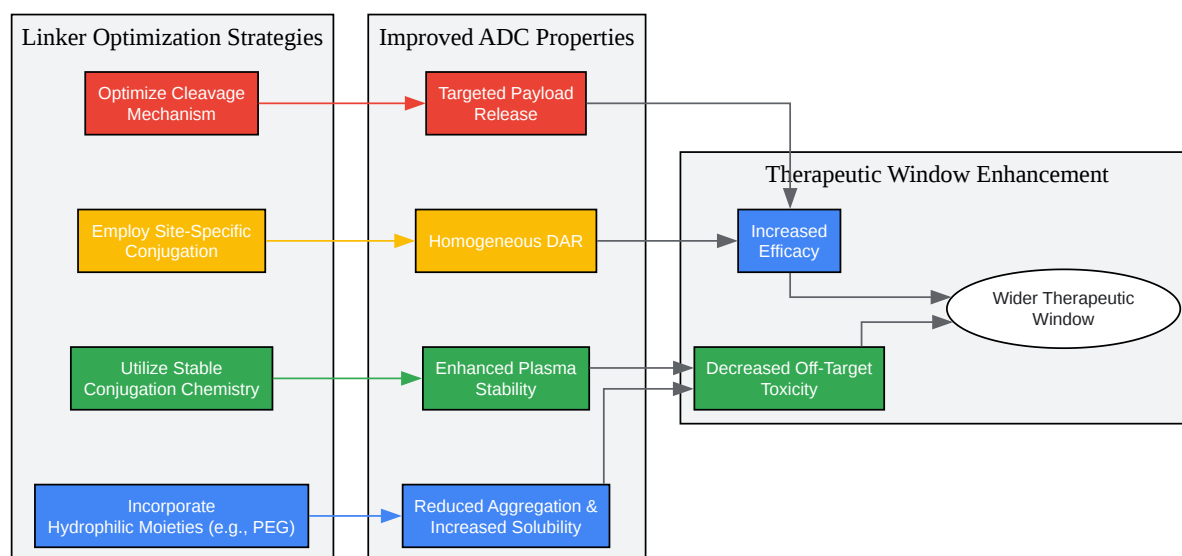 Linker Optimization Strategies
Optimize Cleavage
Mechanism
Employ Site-Specific
Conjugation
Utilize Stable
Conjugation Chemistry
Incorporate
Hydrophilic Moieties (e.g., PEG)
Improved ADC Properties
Targeted Payload
Release
Homogeneous DAR
Enhanced Plasma
Stability
Reduced Aggregation &
Increased Solubility
Therapeutic Window Enhancement
Increased
Efficacy
Decreased Off-Target
Toxicity
Wider Therapeutic
Window